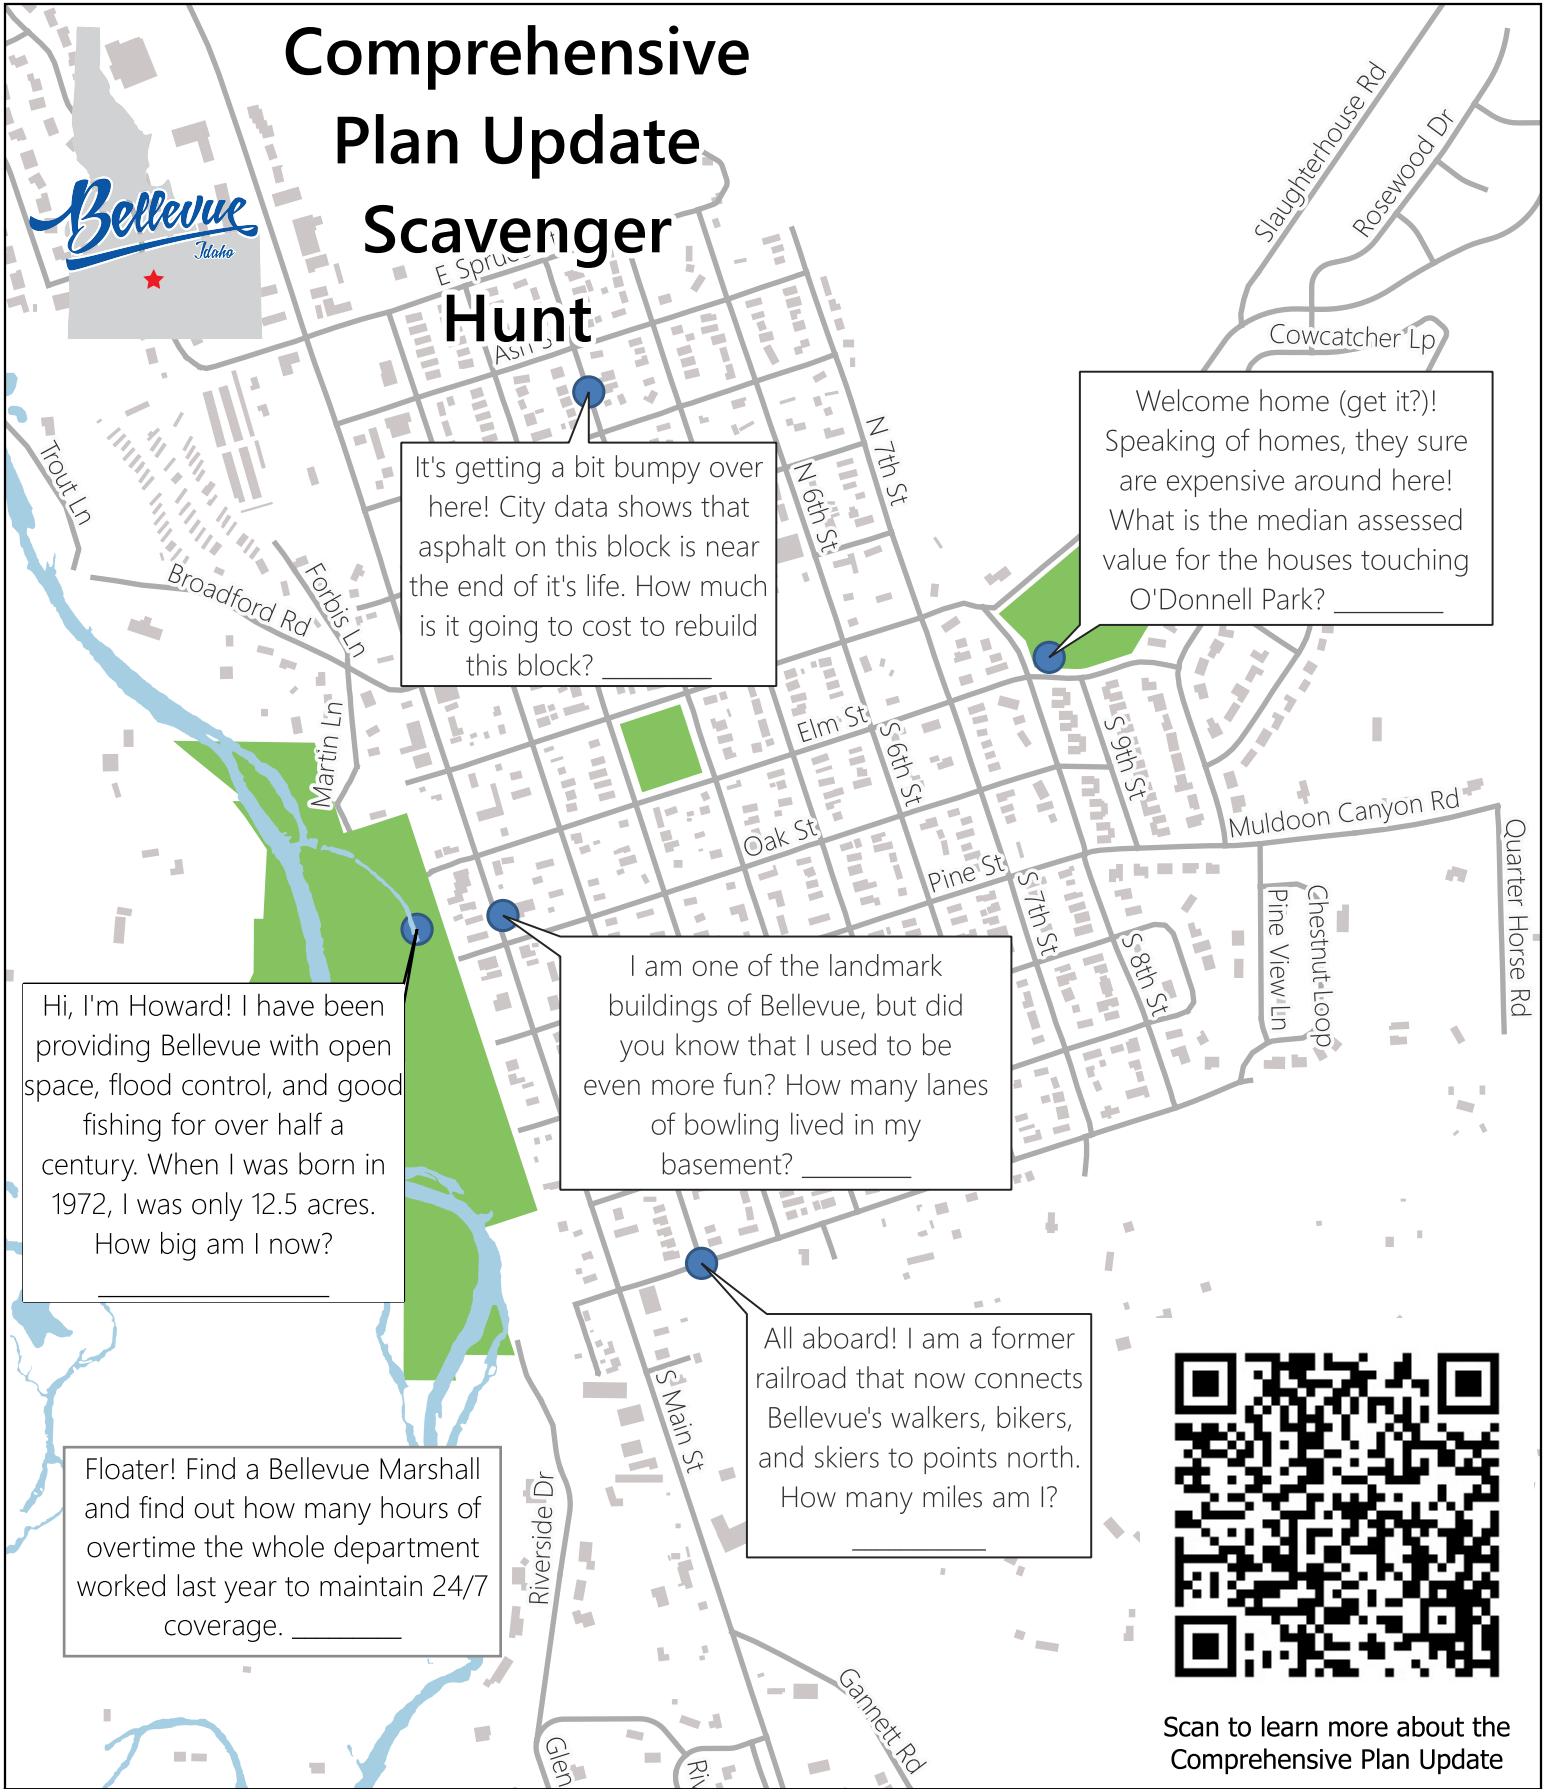 Comprehensive
Plan Update
Scavenger
Hunt
Bellevue
Idaho
E Spruce
Ash S
Slaughterhouse Rd
Rosewood Dr
Cowcatcher Lp
Welcome home (get it?)!
Speaking of homes, they sure
are expensive around here!
What is the median assessed
value for the houses touching
O'Donnell Park? _________
It's getting a bit bumpy over
here! City data shows that
asphalt on this block is near
the end of it's life. How much
is it going to cost to rebuild
this block? _________
N 7th St
N 6th St
Trout Ln
Broadford Rd
Forbis Ln
Martin Ln
Elm St
S 6th St
S 9th St
Oak St
Pine St
Muldoon Canyon Rd
S 7th St
S 8th St
Pine View Ln
Chestnut Loop
Quarter Horse Rd
I am one of the landmark
buildings of Bellevue, but did
you know that I used to be
even more fun? How many lanes
of bowling lived in my
basement? _________
Hi, I'm Howard! I have been
providing Bellevue with open
space, flood control, and good
fishing for over half a
century. When I was born in
1972, I was only 12.5 acres.
How big am I now?
___________________
All aboard! I am a former
railroad that now connects
Bellevue's walkers, bikers,
and skiers to points north.
How many miles am I?
___________
S Main St
Floater! Find a Bellevue Marshall
and find out how many hours of
overtime the whole department
worked last year to maintain 24/7
coverage. _________
Riverside Dr
Gannett Rd
Glen
Riv
Scan to learn more about the
Comprehensive Plan Update